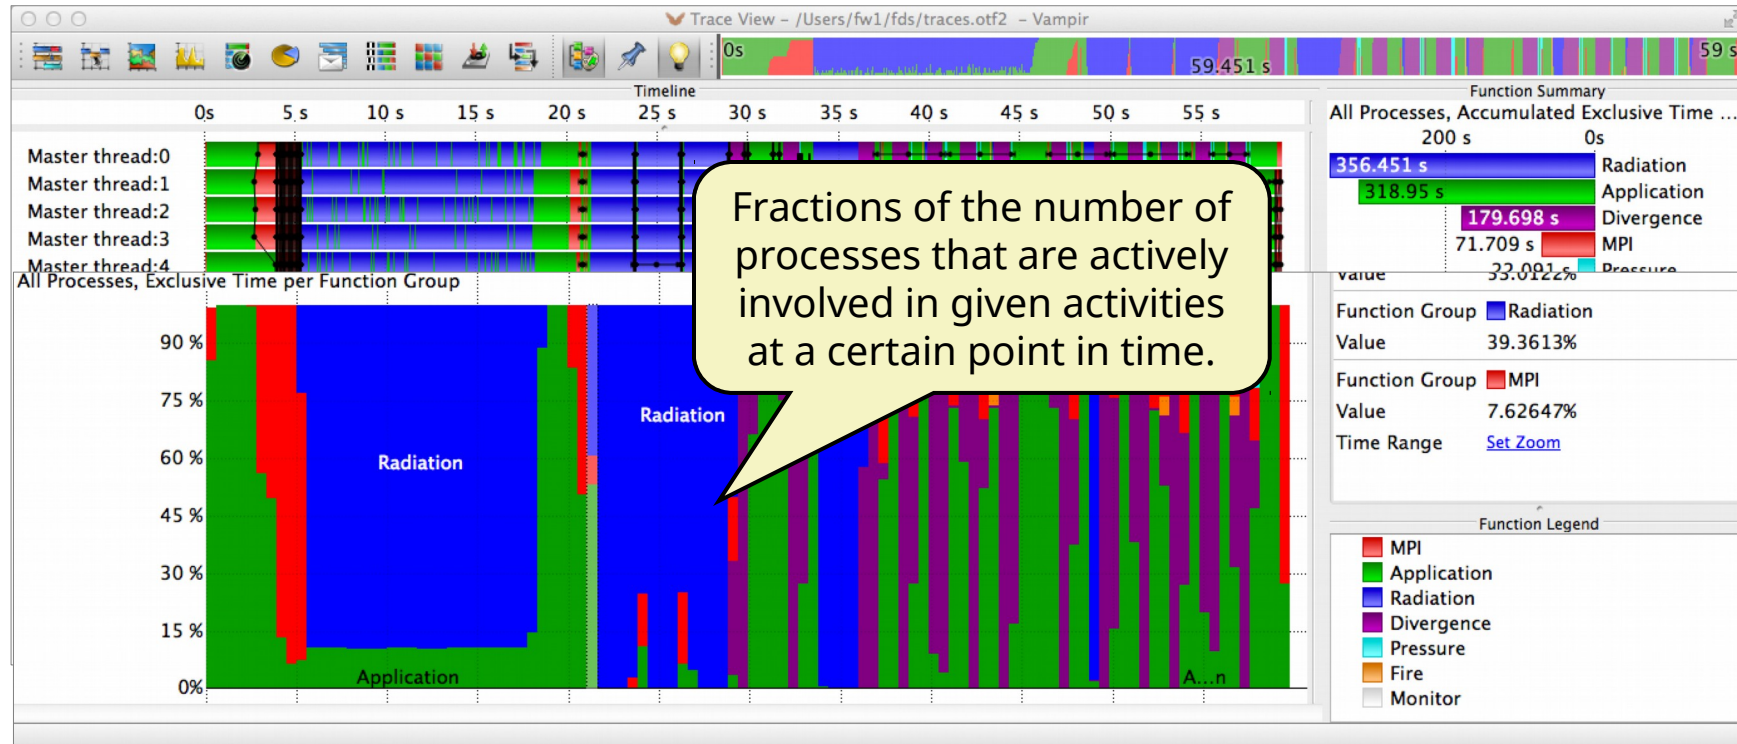 Trace View – /Users/fw1/fds/traces.otf2 – Vampir
0s
59.451 s
59 s
Timeline
0s 5 s 10 s 15 s 20 s 25 s 30 s 35 s 40 s 45 s 50 s 55 s
Master thread:0
Master thread:1
Master thread:2
Master thread:3
Master thread:4
Function Summary
All Processes, Accumulated Exclusive Time ...
200 s 0s
356.451 s Radiation
318.95 s Application
179.698 s Divergence
71.709 s MPI
22.091 s Pressure
Fractions of the number of
processes that are actively
involved in given activities
at a certain point in time.
All Processes, Exclusive Time per Function Group
90 %
75 %
60 %
45 %
30 %
15 %
0%
Radiation
Radiation
Application
A...n
Value 33.0122%
Function Group Radiation
Value 39.3613%
Function Group MPI
Value 7.62647%
Time Range Set Zoom
Function Legend
MPI
Application
Radiation
Divergence
Pressure
Fire
Monitor